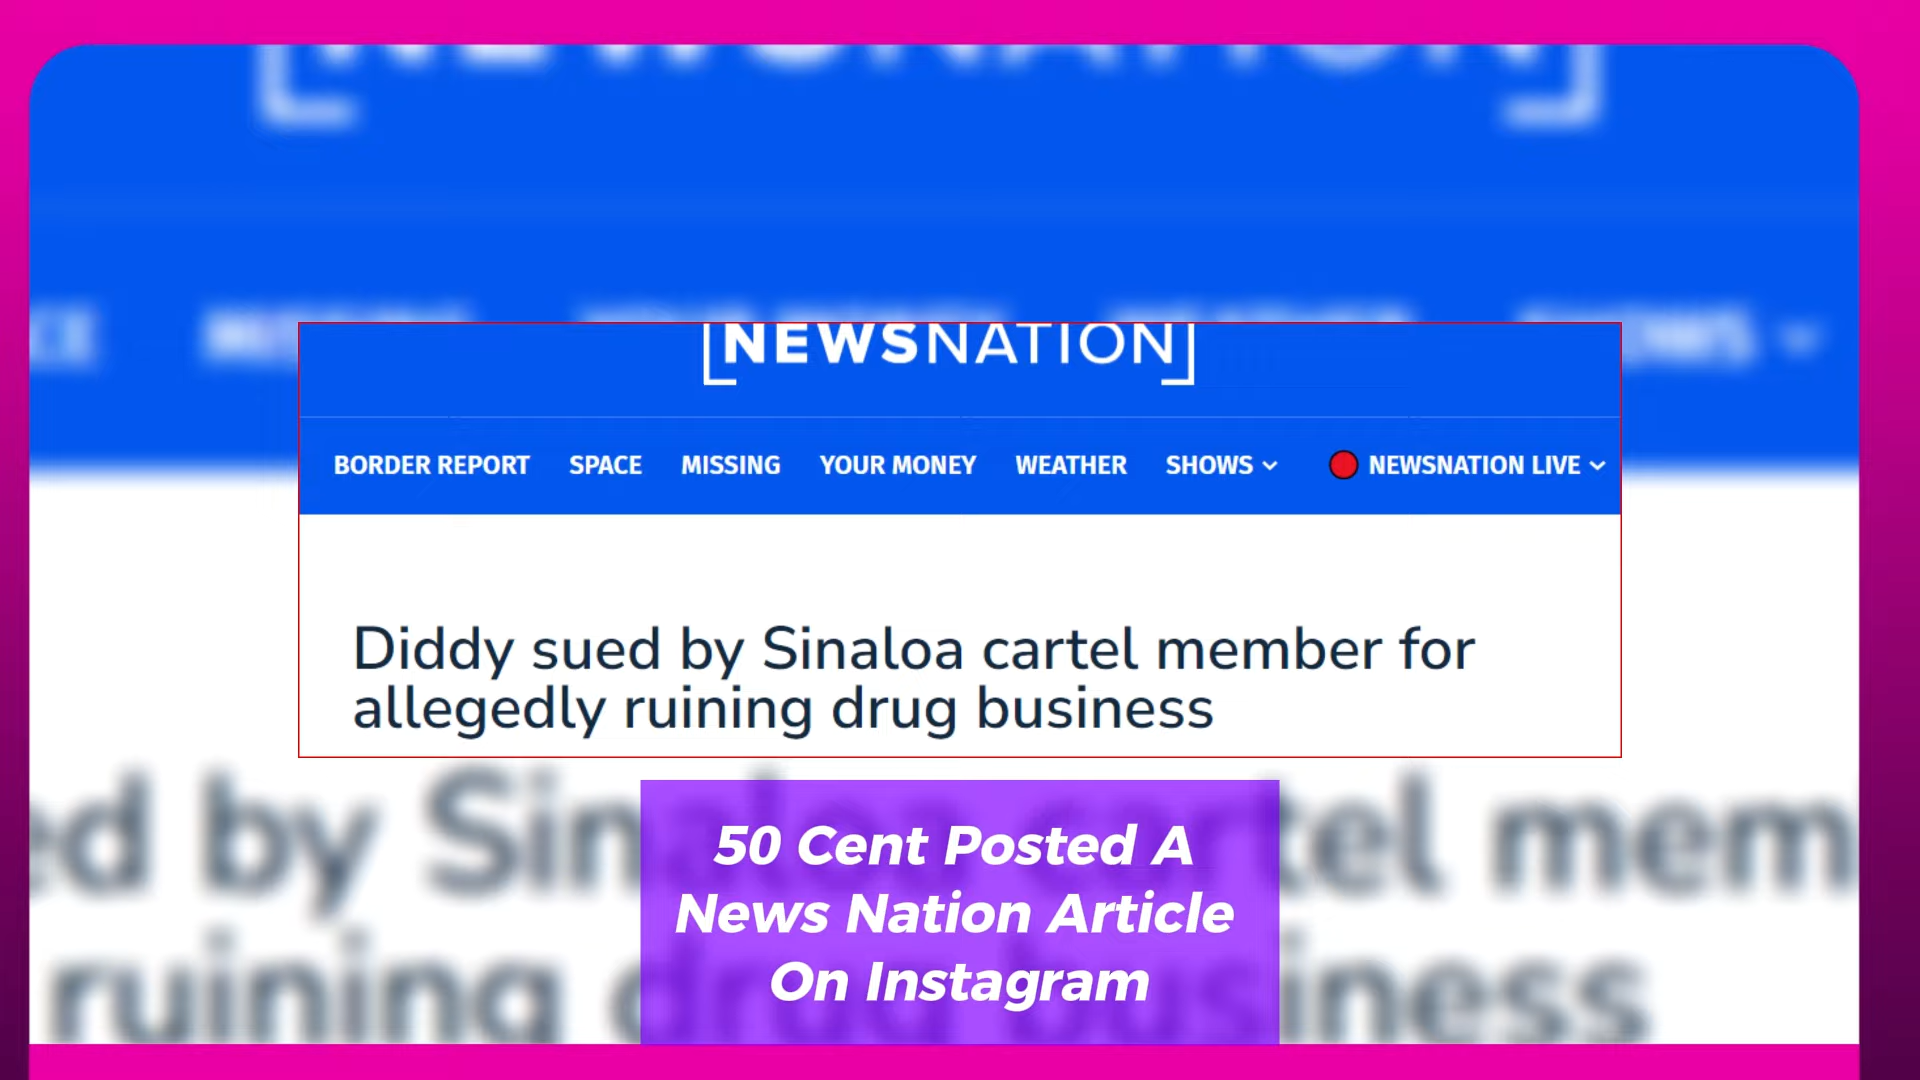 NEWSNATION
BORDER REPORT SPACE MISSING YOUR MONEY WEATHER SHOWS NEWSNATION LIVE
Diddy sued by Sinaloa cartel member for
allegedly ruining drug business
50 Cent Posted A
News Nation Article
On Instagram